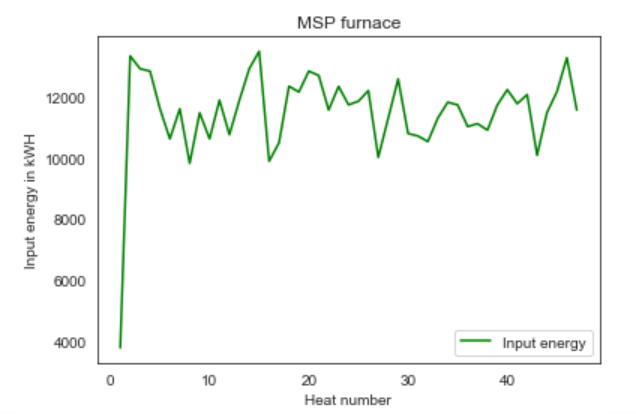 MSP furnace
Input energy in kWH
12000
10000
8000
6000
4000
Input energy
0 10 20 30 40
Heat number